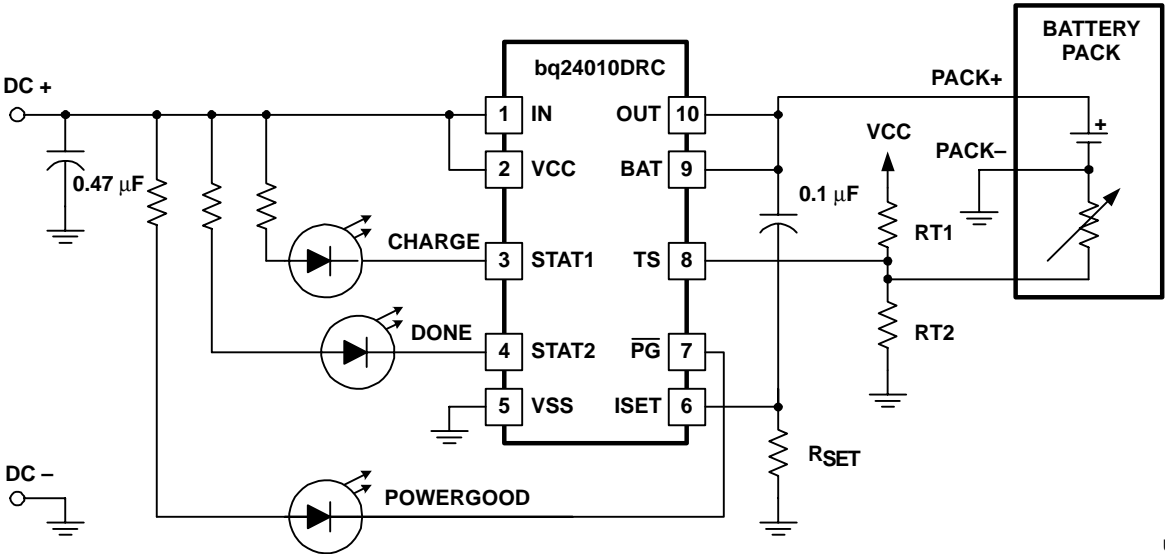 BATTERY
PACK
bq24010DRC
DC +
PACK+
1 IN OUT 10
VCC
PACK–
2 VCC BAT 9
0.47 μF
0.1 μF
RT1
CHARGE
3 STAT1 TS 8
DONE
RT2
4 STAT2 PG 7
5 VSS ISET 6
RSET
DC –
POWERGOOD